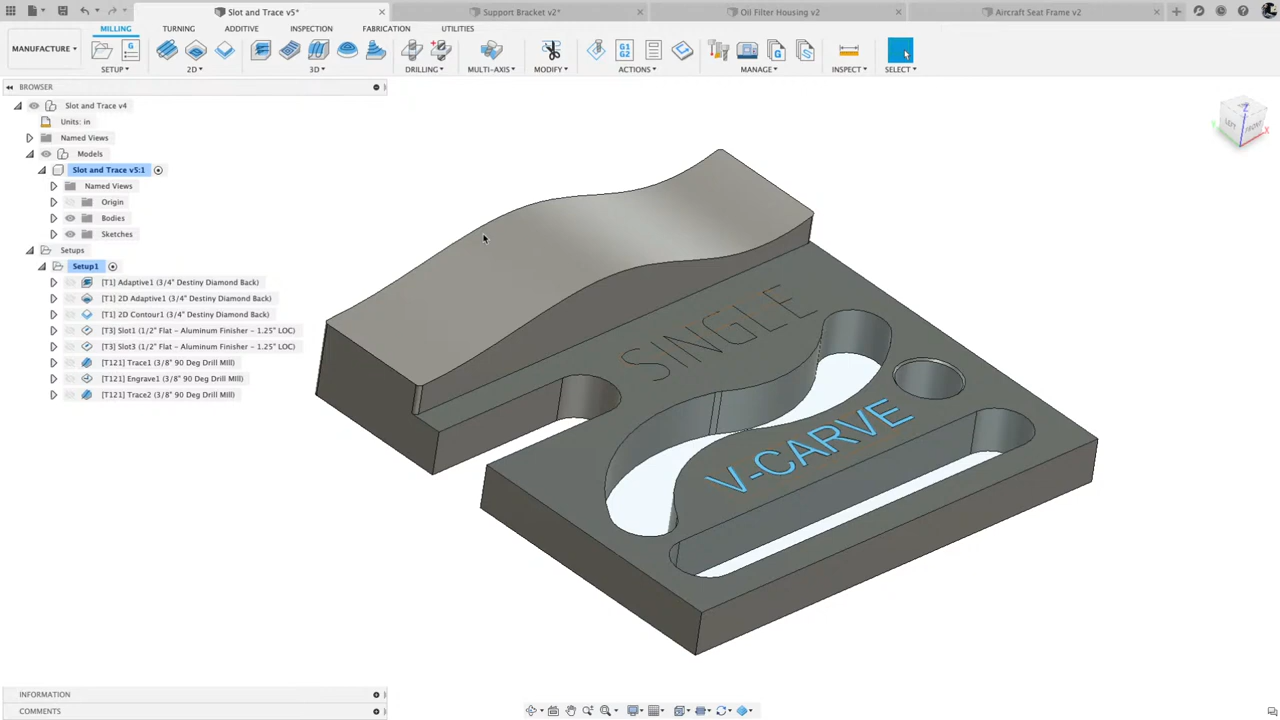 Slot and Trace v5*
Support Bracket v2*
Oil Filter Housing v2
Aircraft Seat Frame v2
MANUFACTURE
MILLING TURNING ADDITIVE INSPECTION FABRICATION UTILITIES
G
G1
G2
G
SETUP 2D 3D DRILLING MULTI-AXIS MODIFY ACTIONS MANAGE INSPECT SELECT
BROWSER
Slot and Trace v4
Units: in
Named Views
Models
Slot and Trace v5:1
Named Views
Origin
Bodies
Sketches
Setups
Setup1
[T1] Adaptive1 (3/4" Destiny Diamond Back)
[T1] 2D Adaptive1 (3/4" Destiny Diamond Back)
[T1] 2D Contour1 (3/4" Destiny Diamond Back)
[T3] Slot1 (1/2" Flat - Aluminum Finisher - 1.25" LOC)
[T3] Slot3 (1/2" Flat - Aluminum Finisher - 1.25" LOC)
[T121] Trace1 (3/8" 90 Deg Drill Mill)
[T121] Engrave1 (3/8" 90 Deg Drill Mill)
[T121] Trace2 (3/8" 90 Deg Drill Mill)
Z
LEFT FRONT
Y X
SINGLE
V-CARVE
INFORMATION
COMMENTS